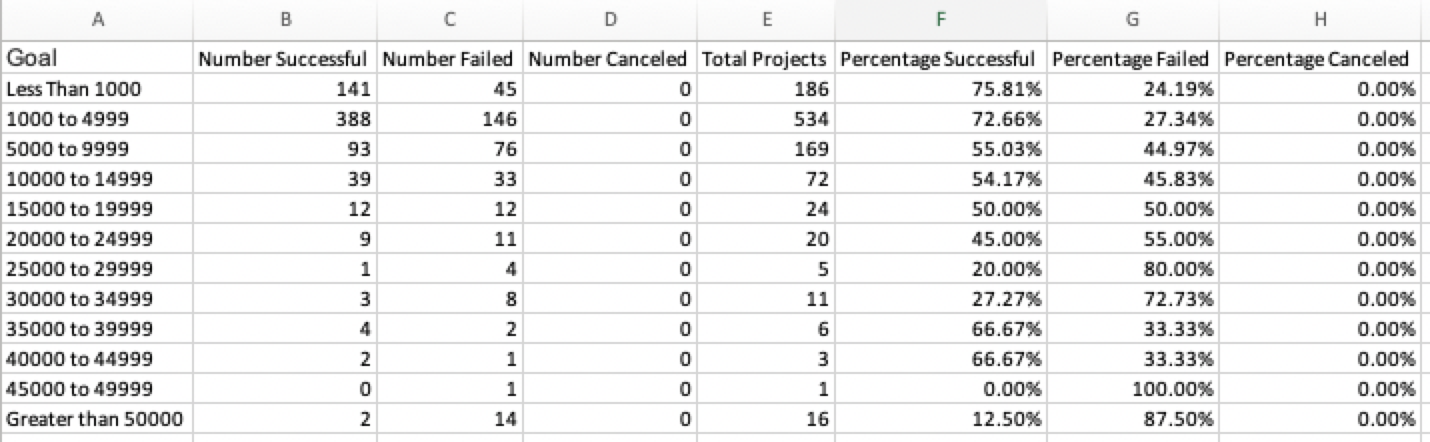 A B C D E F G H
Goal Number Successful Number Failed Number Canceled Total Projects Percentage Successful Percentage Failed Percentage Canceled
Less Than 1000 141 45 0 186 75.81% 24.19% 0.00%
1000 to 4999 388 146 0 534 72.66% 27.34% 0.00%
5000 to 9999 93 76 0 169 55.03% 44.97% 0.00%
10000 to 14999 39 33 0 72 54.17% 45.83% 0.00%
15000 to 19999 12 12 0 24 50.00% 50.00% 0.00%
20000 to 24999 9 11 0 20 45.00% 55.00% 0.00%
25000 to 29999 1 4 0 5 20.00% 80.00% 0.00%
30000 to 34999 3 8 0 11 27.27% 72.73% 0.00%
35000 to 39999 4 2 0 6 66.67% 33.33% 0.00%
40000 to 44999 2 1 0 3 66.67% 33.33% 0.00%
45000 to 49999 0 1 0 1 0.00% 100.00% 0.00%
Greater than 50000 2 14 0 16 12.50% 87.50% 0.00%